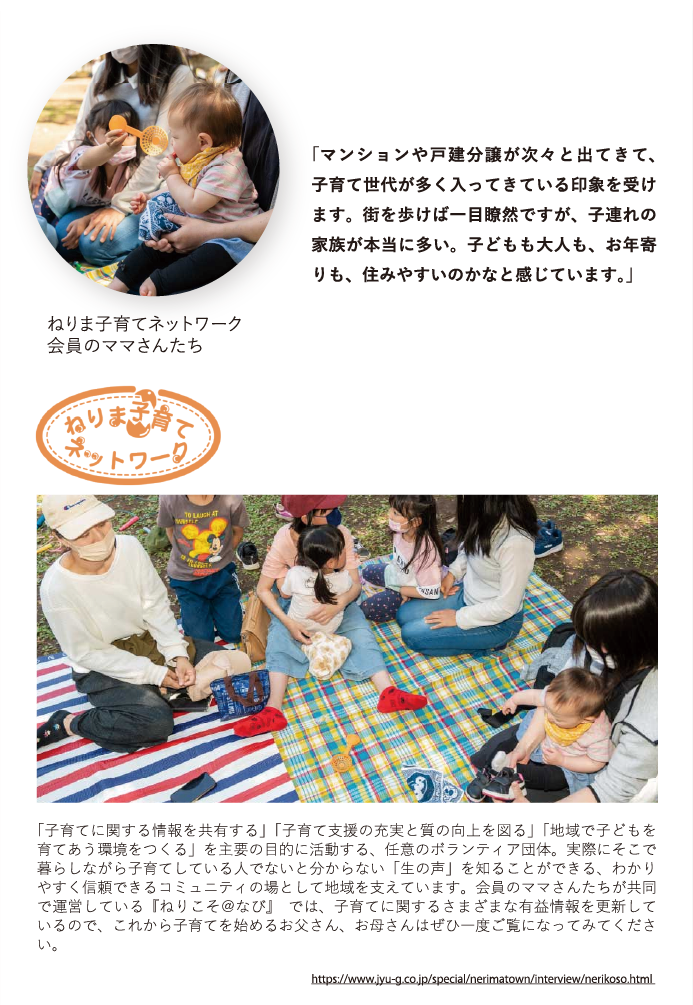 「マンションや戸建分譲が次々と出てきて、
子育て世代が多く入ってきている印象を受け
ます。街を歩けば一目瞭然ですが、子連れの
家族が本当に多い。子どもも大人も、お年寄
りも、住みやすいのかなと感じています。」
ねりま子育てネットワーク
会員のママさんたち
ねりま子育て
ネットワーク
Champion
TO LAUGH AT
「子育てに関する情報を共有する」「子育て支援の充実と質の向上を図る」「地域で子どもを
育てあう環境をつくる」を主要の目的に活動する、任意のボランティア団体。実際にそこで
暮らしながら子育てしている人でないと分からない「生の声」を知ることができる、わかり
やすく信頼できるコミュニティの場として地域を支えています。会員のママさんたちが共同
で運営している『ねりこそ@なび』 では、子育てに関するさまざまな有益情報を更新して
いるので、これから子育てを始めるお父さん、お母さんはぜひ一度ご覧になってみてくださ
い。
https://www.jyu-g.co.jp/special/nerimatown/interview/nerikoso.html